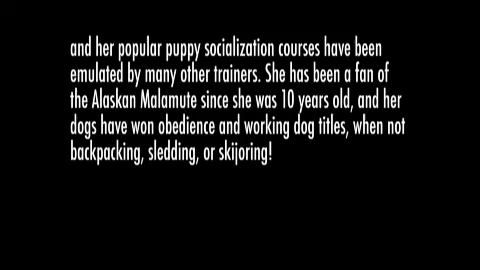 and her popular puppy socialization courses have been
emulated by many other trainers. She has been a fan of
the Alaskan Malamute since she was 10 years old, and her
dogs have won obedience and working dog titles, when not
backpacking, sledding, or skijoring!